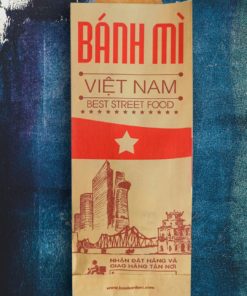 BÁNH MÌ
VIỆT NAM
BEST STREET FOOD
NHẬN ĐẶT HÀNG VÀ
GIAO HÀNG TẬN NƠI